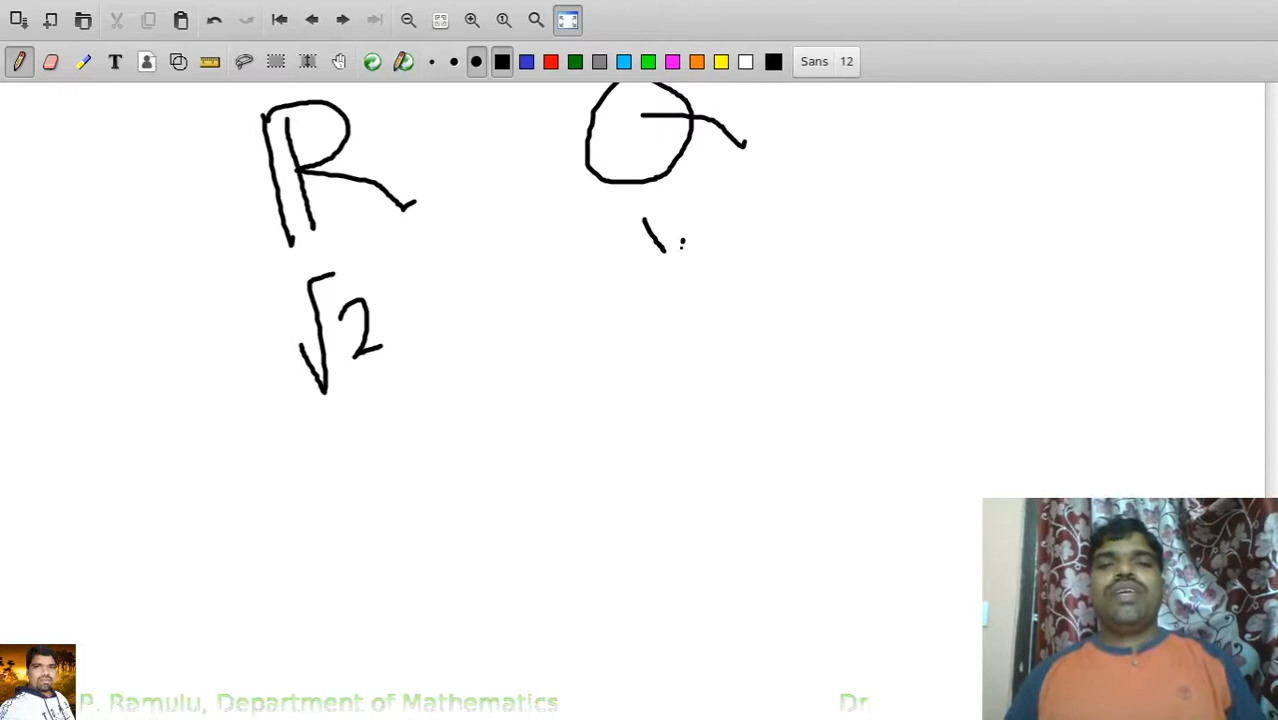 Sans 12
ℝ
√2
P. Ramulu, Department of Mathematics Dr